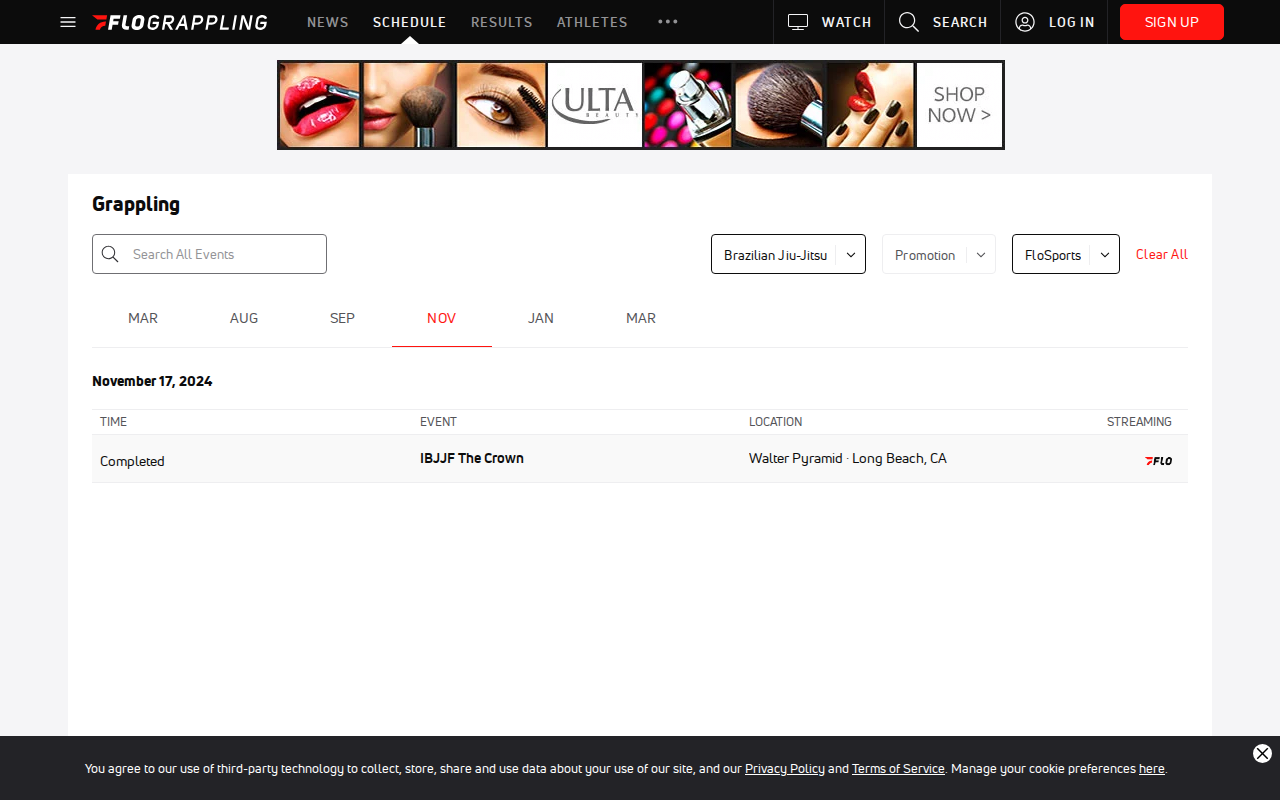 FLOGRAPPLING NEWS SCHEDULE RESULTS ATHLETES ••• WATCH SEARCH LOG IN SIGN UP
ULTA
BEAUTY
SHOP
NOW >
Grappling
Search All Events Brazilian Jiu-Jitsu Promotion FloSports Clear All
MAR AUG SEP NOV JAN MAR
November 17, 2024
TIME EVENT LOCATION STREAMING
Completed IBJJF The Crown Walter Pyramid · Long Beach, CA FLO
You agree to our use of third-party technology to collect, store, share and use data about your use of our site, and our Privacy Policy and Terms of Service. Manage your cookie preferences here.